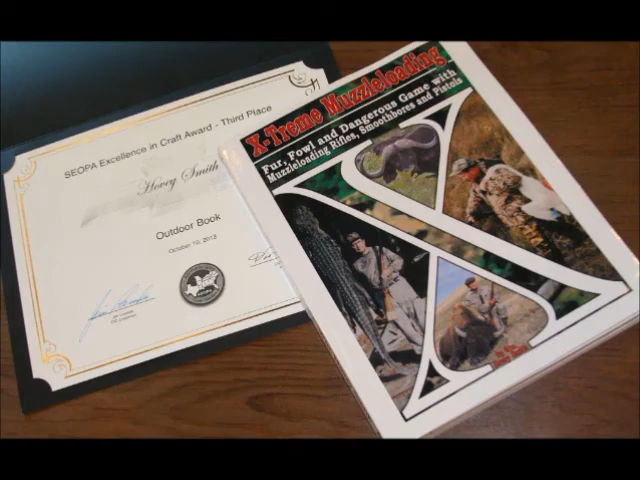 SEOPA Excellence in Craft Award - Third Place
Hovey Smith
Outdoor Book
October 10, 2013
X-Treme Muzzleloading
Fur, Fowl and Dangerous Game with
Muzzleloading Rifles, Smoothbores and Pistols